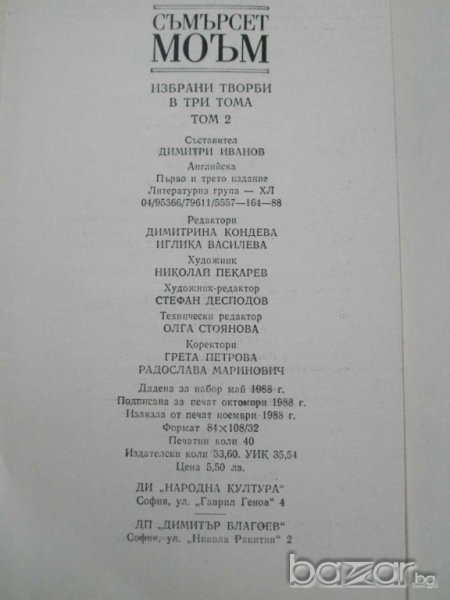 СЪМЪРСЕТ
МОЪМ
ИЗБРАНИ ТВОРБИ
В ТРИ ТОМА
ТОМ 2
Съставител
ДИМИТРИ ИВАНОВ
Английска
Първо и трето издание
Литературна група — ХЛ
04/95366/79611/5557—164—88
Редактори
ДИМИТРИНА КОНДЕВА
ИГЛИКА ВАСИЛЕВА
Художник
НИКОЛАЙ ПЕКАРЕВ
Художник-редактор
СТЕФАН ДЕСПОДОВ
Технически редактор
ОЛГА СТОЯНОВА
Коректори
ГРЕТА ПЕТРОВА
РАДОСЛАВА МАРИНОВИЧ
Дадена за набор май 1988 г.
Подписана за печат октомври 1988 г.
Излязла от печат ноември 1988 г.
Формат 84×108/32
Печатни коли 40
Издателски коли 33,60. УИК 35,54
Цена 5,50 лв.
ДИ „НАРОДНА КУЛТУРА"
София, ул. „Гаврил Генов" 4
ДП „ДИМИТЪР БЛАГОЕВ"
София, ул. „Никола Ракитин" 2
bazar.bg